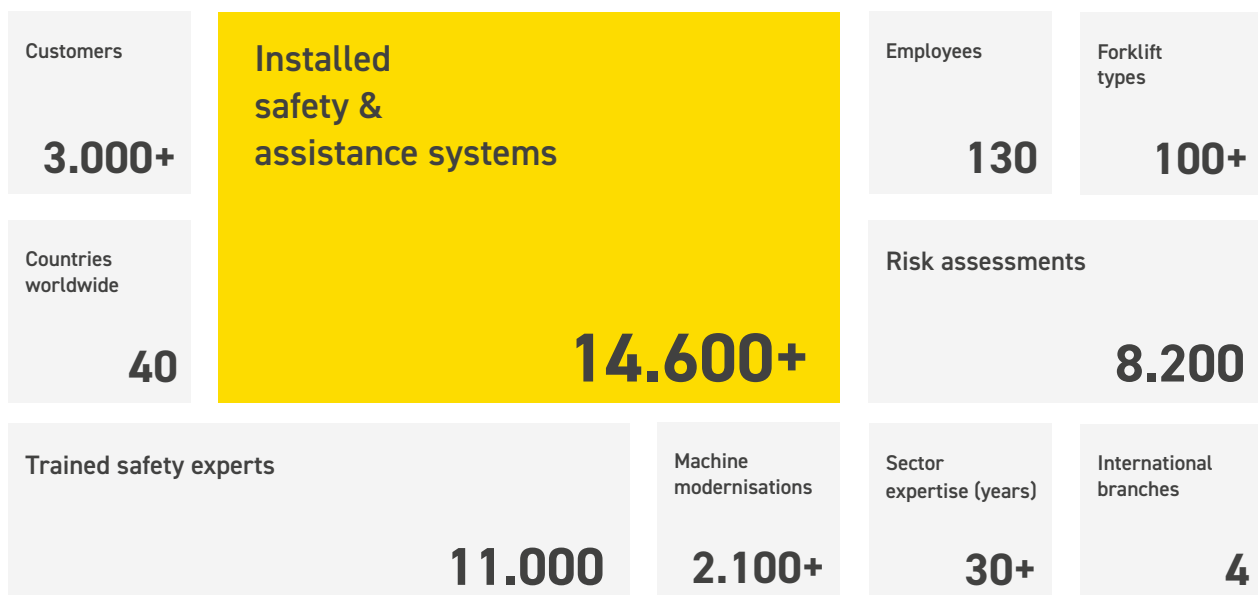 Customers
3.000+
Installed
safety &
assistance systems
14.600+
Employees
130
Forklift
types
100+
Countries
worldwide
40
Risk assessments
8.200
Trained safety experts
11.000
Machine
modernisations
2.100+
Sector
expertise (years)
30+
International
branches
4